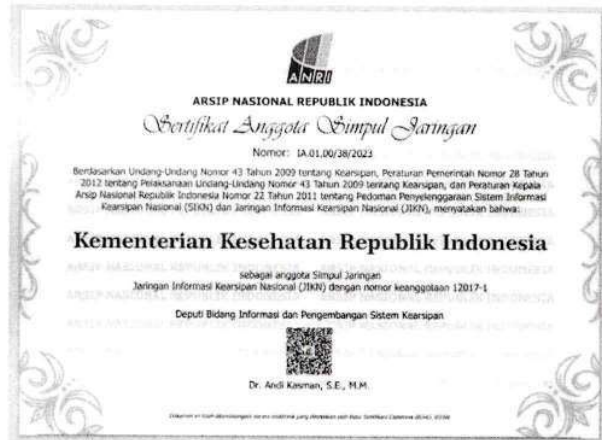 ANRI
ARSIP NASIONAL REPUBLIK INDONESIA
Sertifikat Anggota Simpul Jaringan
Nomor: IA.01.00/38/2023
Berdasarkan Undang-Undang Nomor 43 Tahun 2009 tentang Kearsipan, Peraturan Pemerintah Nomor 28 Tahun
2012 tentang Pelaksanaan Undang-Undang Nomor 43 Tahun 2009 tentang Kearsipan, dan Peraturan Kepala
Arsip Nasional Republik Indonesia Nomor 22 Tahun 2011 tentang Pedoman Penyelenggaraan Sistem Informasi
Kearsipan Nasional (SIKN) dan Jaringan Informasi Kearsipan Nasional (JIKN), menyatakan bahwa:
Kementerian Kesehatan Republik Indonesia
sebagai anggota Simpul Jaringan
Jaringan Informasi Kearsipan Nasional (JIKN) dengan nomor keanggotaan 12017-1
Deputi Bidang Informasi dan Pengembangan Sistem Kearsipan
Dr. Andi Kasman, S.E., M.M.